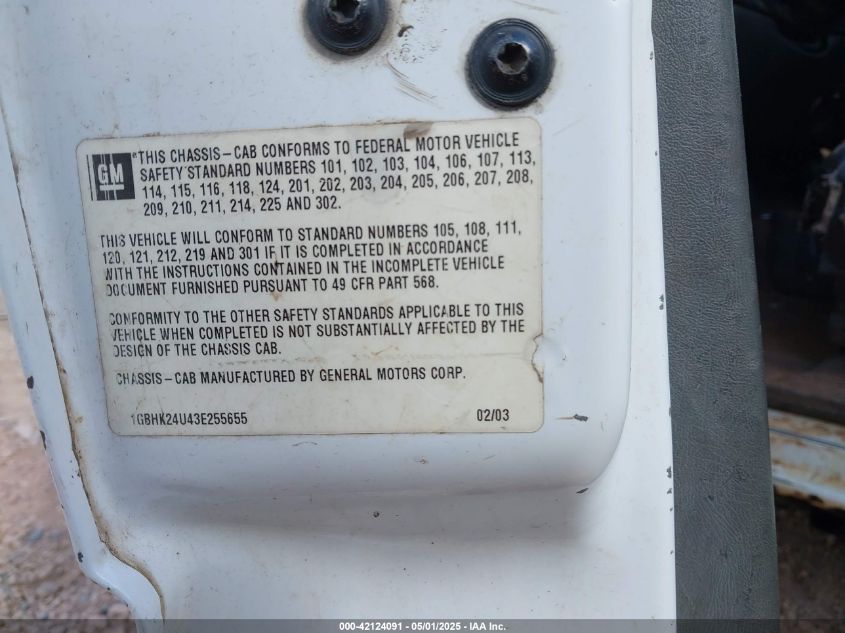 GM
THIS CHASSIS-CAB CONFORMS TO FEDERAL MOTOR VEHICLE
SAFETY STANDARD NUMBERS 101, 102, 103, 104, 106, 107, 113,
114, 115, 116, 118, 124, 201, 202, 203, 204, 205, 206, 207, 208,
209, 210, 211, 214, 225 AND 302.
THIS VEHICLE WILL CONFORM TO STANDARD NUMBERS 105, 108, 111,
120, 121, 212, 219 AND 301 IF IT IS COMPLETED IN ACCORDANCE
WITH THE INSTRUCTIONS CONTAINED IN THE INCOMPLETE VEHICLE
DOCUMENT FURNISHED PURSUANT TO 49 CFR PART 568.
CONFORMITY TO THE OTHER SAFETY STANDARDS APPLICABLE TO THIS
VEHICLE WHEN COMPLETED IS NOT SUBSTANTIALLY AFFECTED BY THE
DESIGN OF THE CHASSIS CAB.
CHASSIS-CAB MANUFACTURED BY GENERAL MOTORS CORP.
1GBHK24U43E255655 02/03
000-42124091 - 05/01/2025 - IAA Inc.